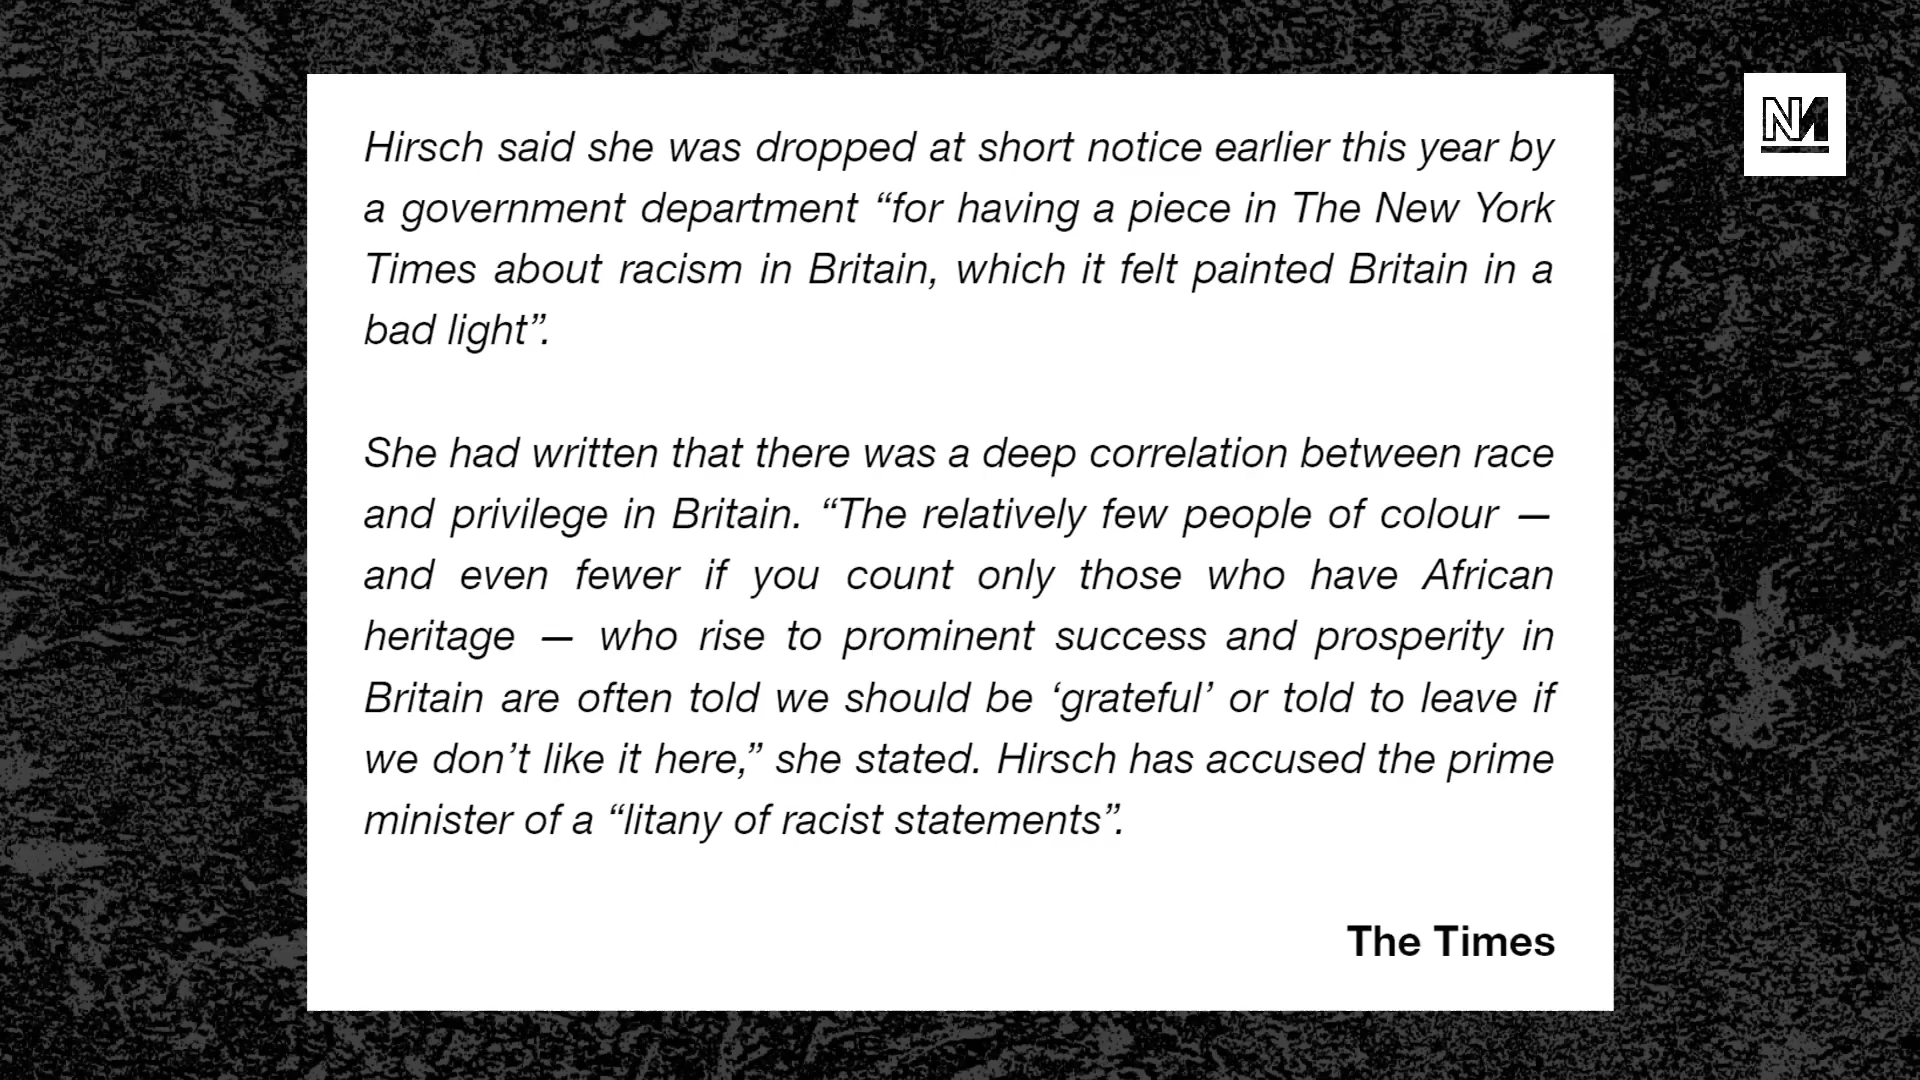 Hirsch said she was dropped at short notice earlier this year by
a government department “for having a piece in The New York
Times about racism in Britain, which it felt painted Britain in a
bad light”.
She had written that there was a deep correlation between race
and privilege in Britain. “The relatively few people of colour —
and even fewer if you count only those who have African
heritage — who rise to prominent success and prosperity in
Britain are often told we should be ‘grateful’ or told to leave if
we don’t like it here,” she stated. Hirsch has accused the prime
minister of a “litany of racist statements”.
The Times
NM